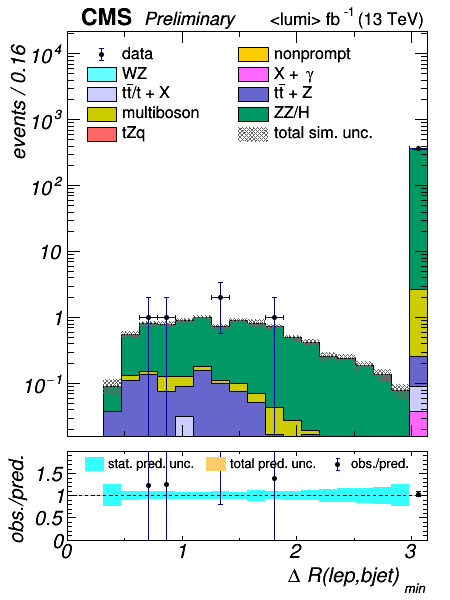 CMS Preliminary <lumi> fb⁻¹ (13 TeV)
events / 0.16
10⁴
10³
10²
10
1
10⁻¹
data
nonprompt
WZ
X + γ
tt̄/t + X
tt̄ + Z
multiboson
ZZ/H
tZq
total sim. unc.
obs./pred.
1.5
1
0.5
0
stat. pred. unc.
total pred. unc.
obs./pred.
0 1 2 3
Δ R(lep,bjet) min